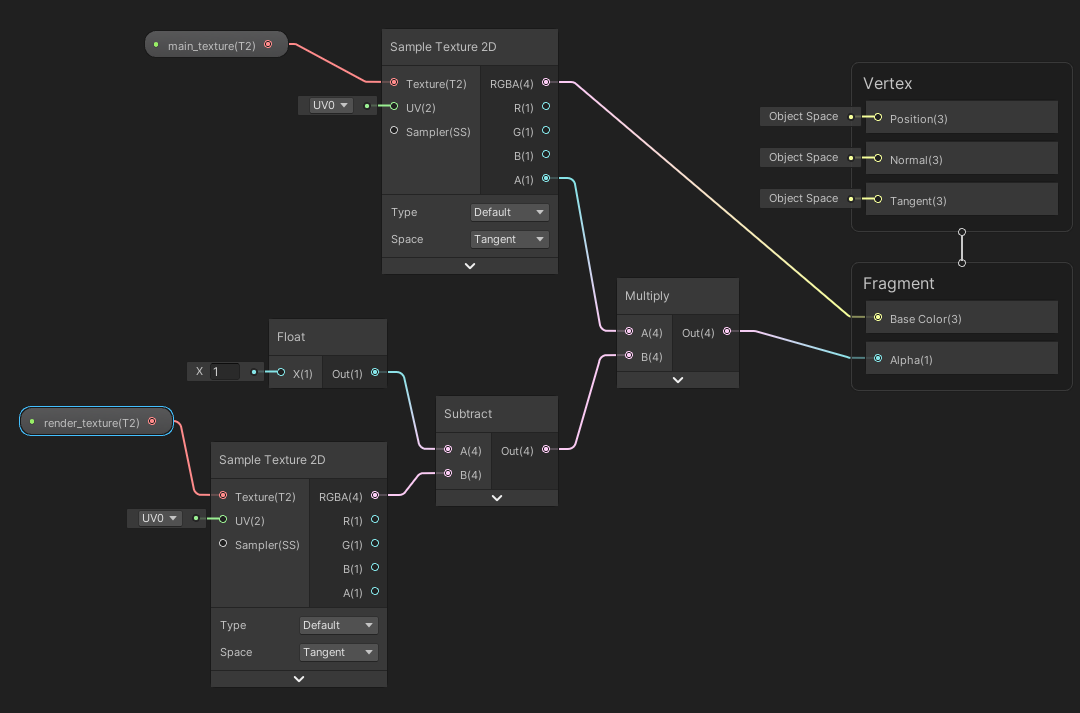 main_texture(T2)
Sample Texture 2D
Texture(T2)
RGBA(4)
UV0
UV(2)
R(1)
Sampler(SS)
G(1)
B(1)
A(1)
Type
Default
Space
Tangent
Vertex
Object Space
Position(3)
Object Space
Normal(3)
Object Space
Tangent(3)
Fragment
Base Color(3)
Alpha(1)
Multiply
A(4)
Out(4)
B(4)
Float
X
1
X(1)
Out(1)
Subtract
A(4)
Out(4)
B(4)
render_texture(T2)
Sample Texture 2D
Texture(T2)
RGBA(4)
UV0
UV(2)
R(1)
Sampler(SS)
G(1)
B(1)
A(1)
Type
Default
Space
Tangent